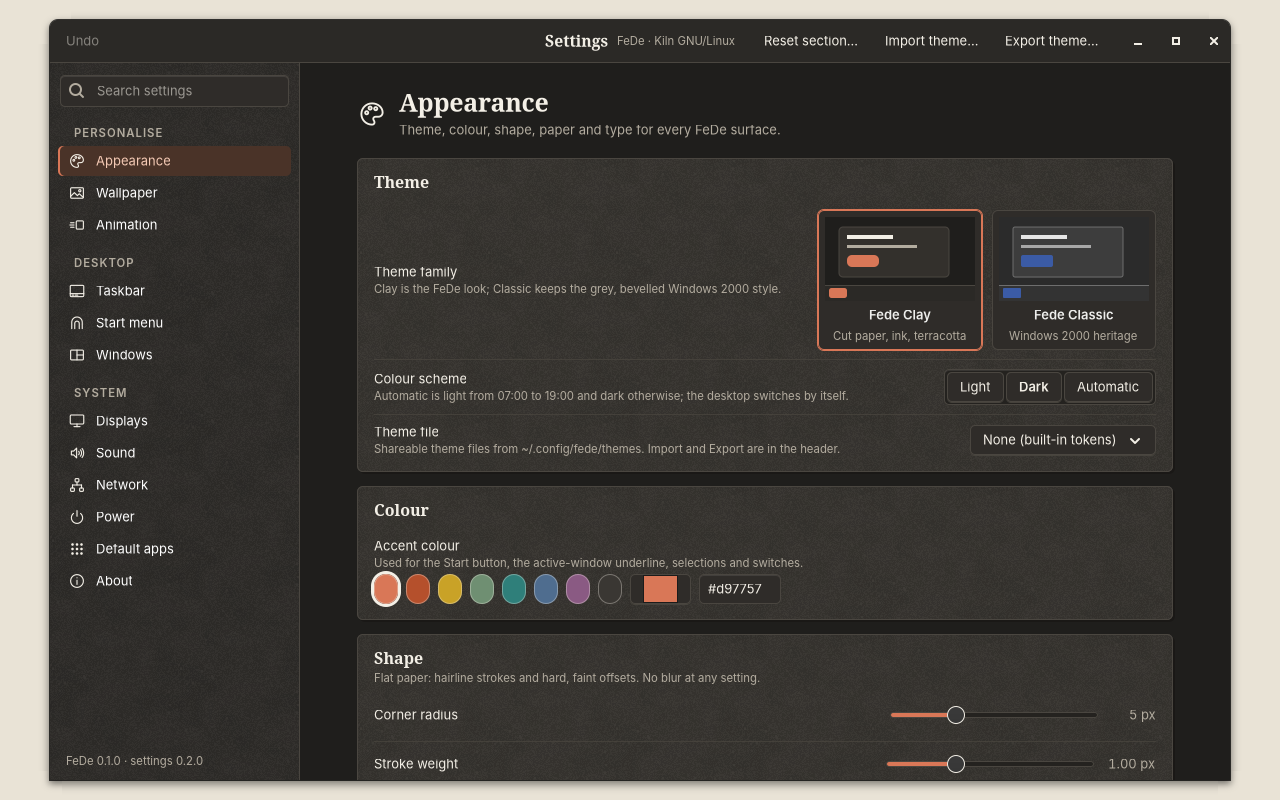 Undo
Settings FeDe · Kiln GNU/Linux
Reset section...
Import theme...
Export theme...
Search settings
PERSONALISE
Appearance
Wallpaper
Animation
DESKTOP
Taskbar
Start menu
Windows
SYSTEM
Displays
Sound
Network
Power
Default apps
About
FeDe 0.1.0 · settings 0.2.0
Appearance
Theme, colour, shape, paper and type for every FeDe surface.
Theme
Theme family
Clay is the FeDe look; Classic keeps the grey, bevelled Windows 2000 style.
Fede Clay
Cut paper, ink, terracotta
Fede Classic
Windows 2000 heritage
Colour scheme
Automatic is light from 07:00 to 19:00 and dark otherwise; the desktop switches by itself.
Light
Dark
Automatic
Theme file
Shareable theme files from ~/.config/fede/themes. Import and Export are in the header.
None (built-in tokens)
Colour
Accent colour
Used for the Start button, the active-window underline, selections and switches.
#d97757
Shape
Flat paper: hairline strokes and hard, faint offsets. No blur at any setting.
Corner radius
5 px
Stroke weight
1.00 px